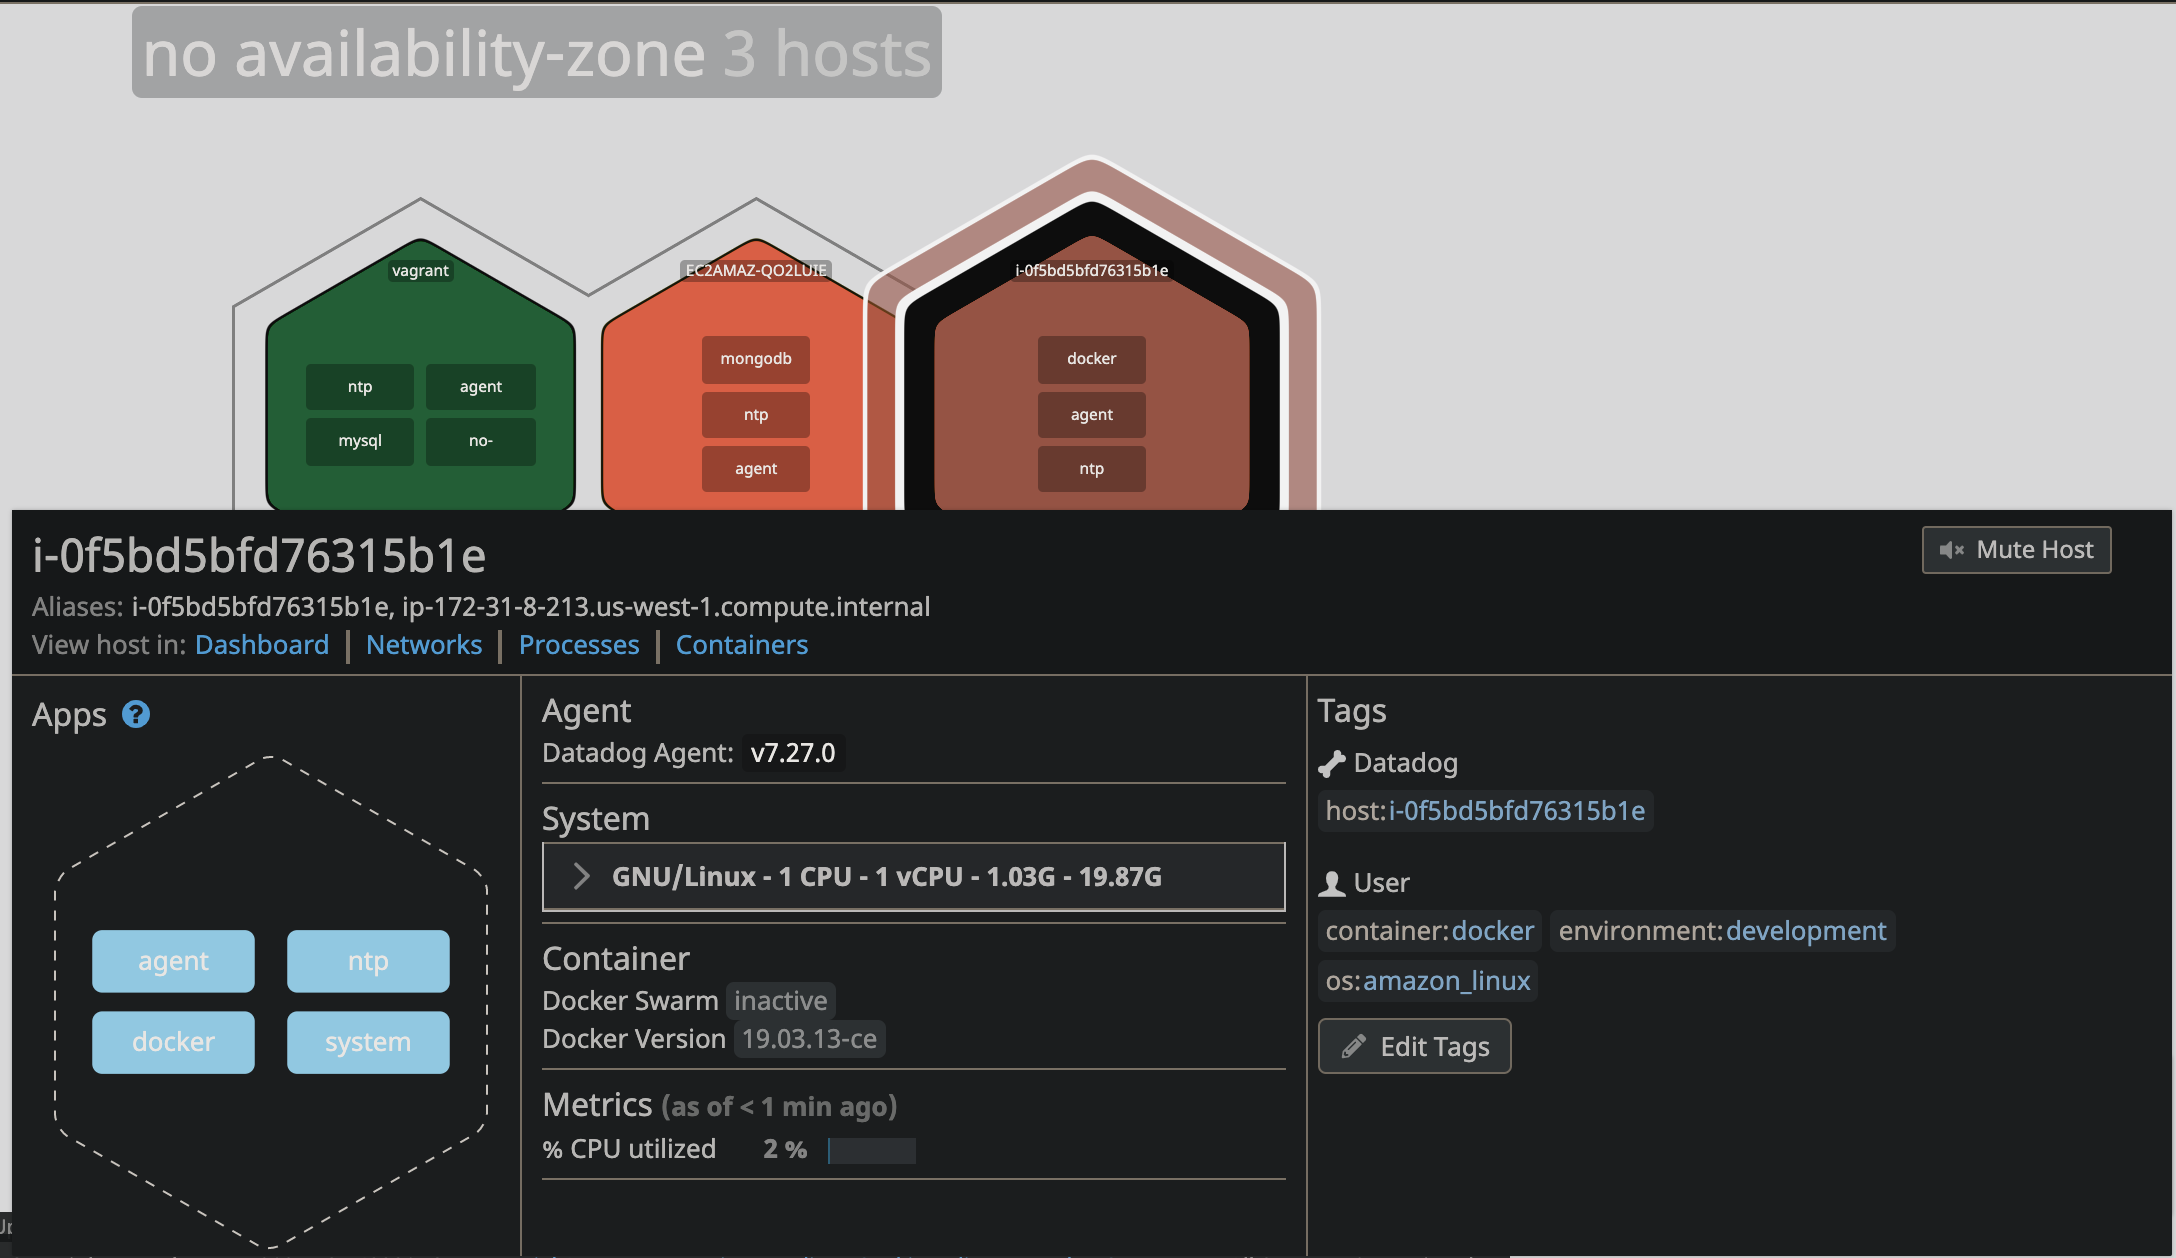 no availability-zone 3 hosts
vagrant
EC2AMAZ-QO2LUIE
i-0f5bd5bfd76315b1e
ntp
agent
mysql
no-
mongodb
ntp
agent
docker
agent
ntp
i-0f5bd5bfd76315b1e
Mute Host
Aliases: i-0f5bd5bfd76315b1e, ip-172-31-8-213.us-west-1.compute.internal
View host in: Dashboard | Networks | Processes | Containers
Apps ?
agent
ntp
docker
system
Agent
Datadog Agent: v7.27.0
System
GNU/Linux - 1 CPU - 1 vCPU - 1.03G - 19.87G
Container
Docker Swarm inactive
Docker Version 19.03.13-ce
Metrics (as of < 1 min ago)
% CPU utilized 2 %
Tags
Datadog
host:i-0f5bd5bfd76315b1e
User
container:docker environment:development
os:amazon_linux
Edit Tags